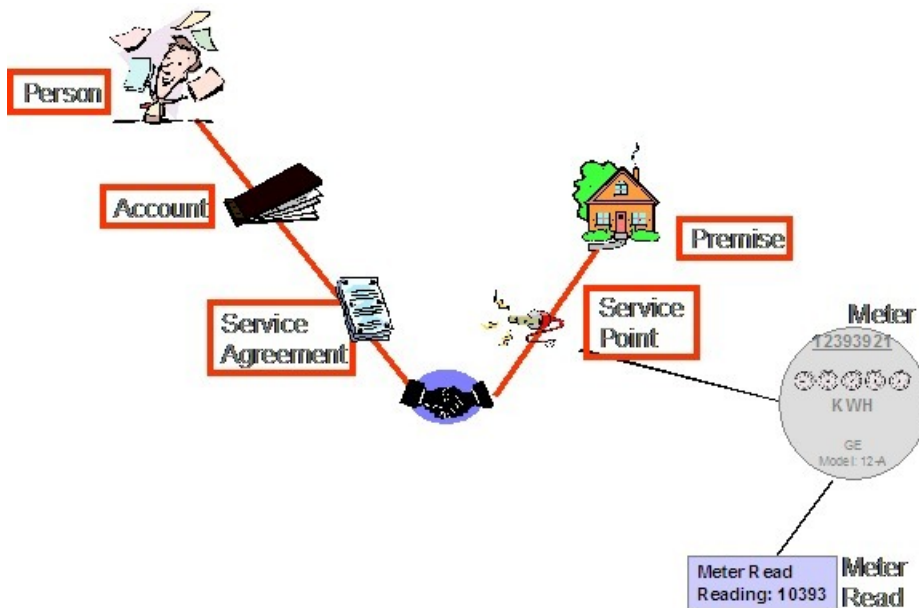 Person
Account
Service
Agreement
Premise
Service
Point
Meter
12393921
KWH
GE
Model: 12-A
Meter Read
Reading: 10393
Meter
Read